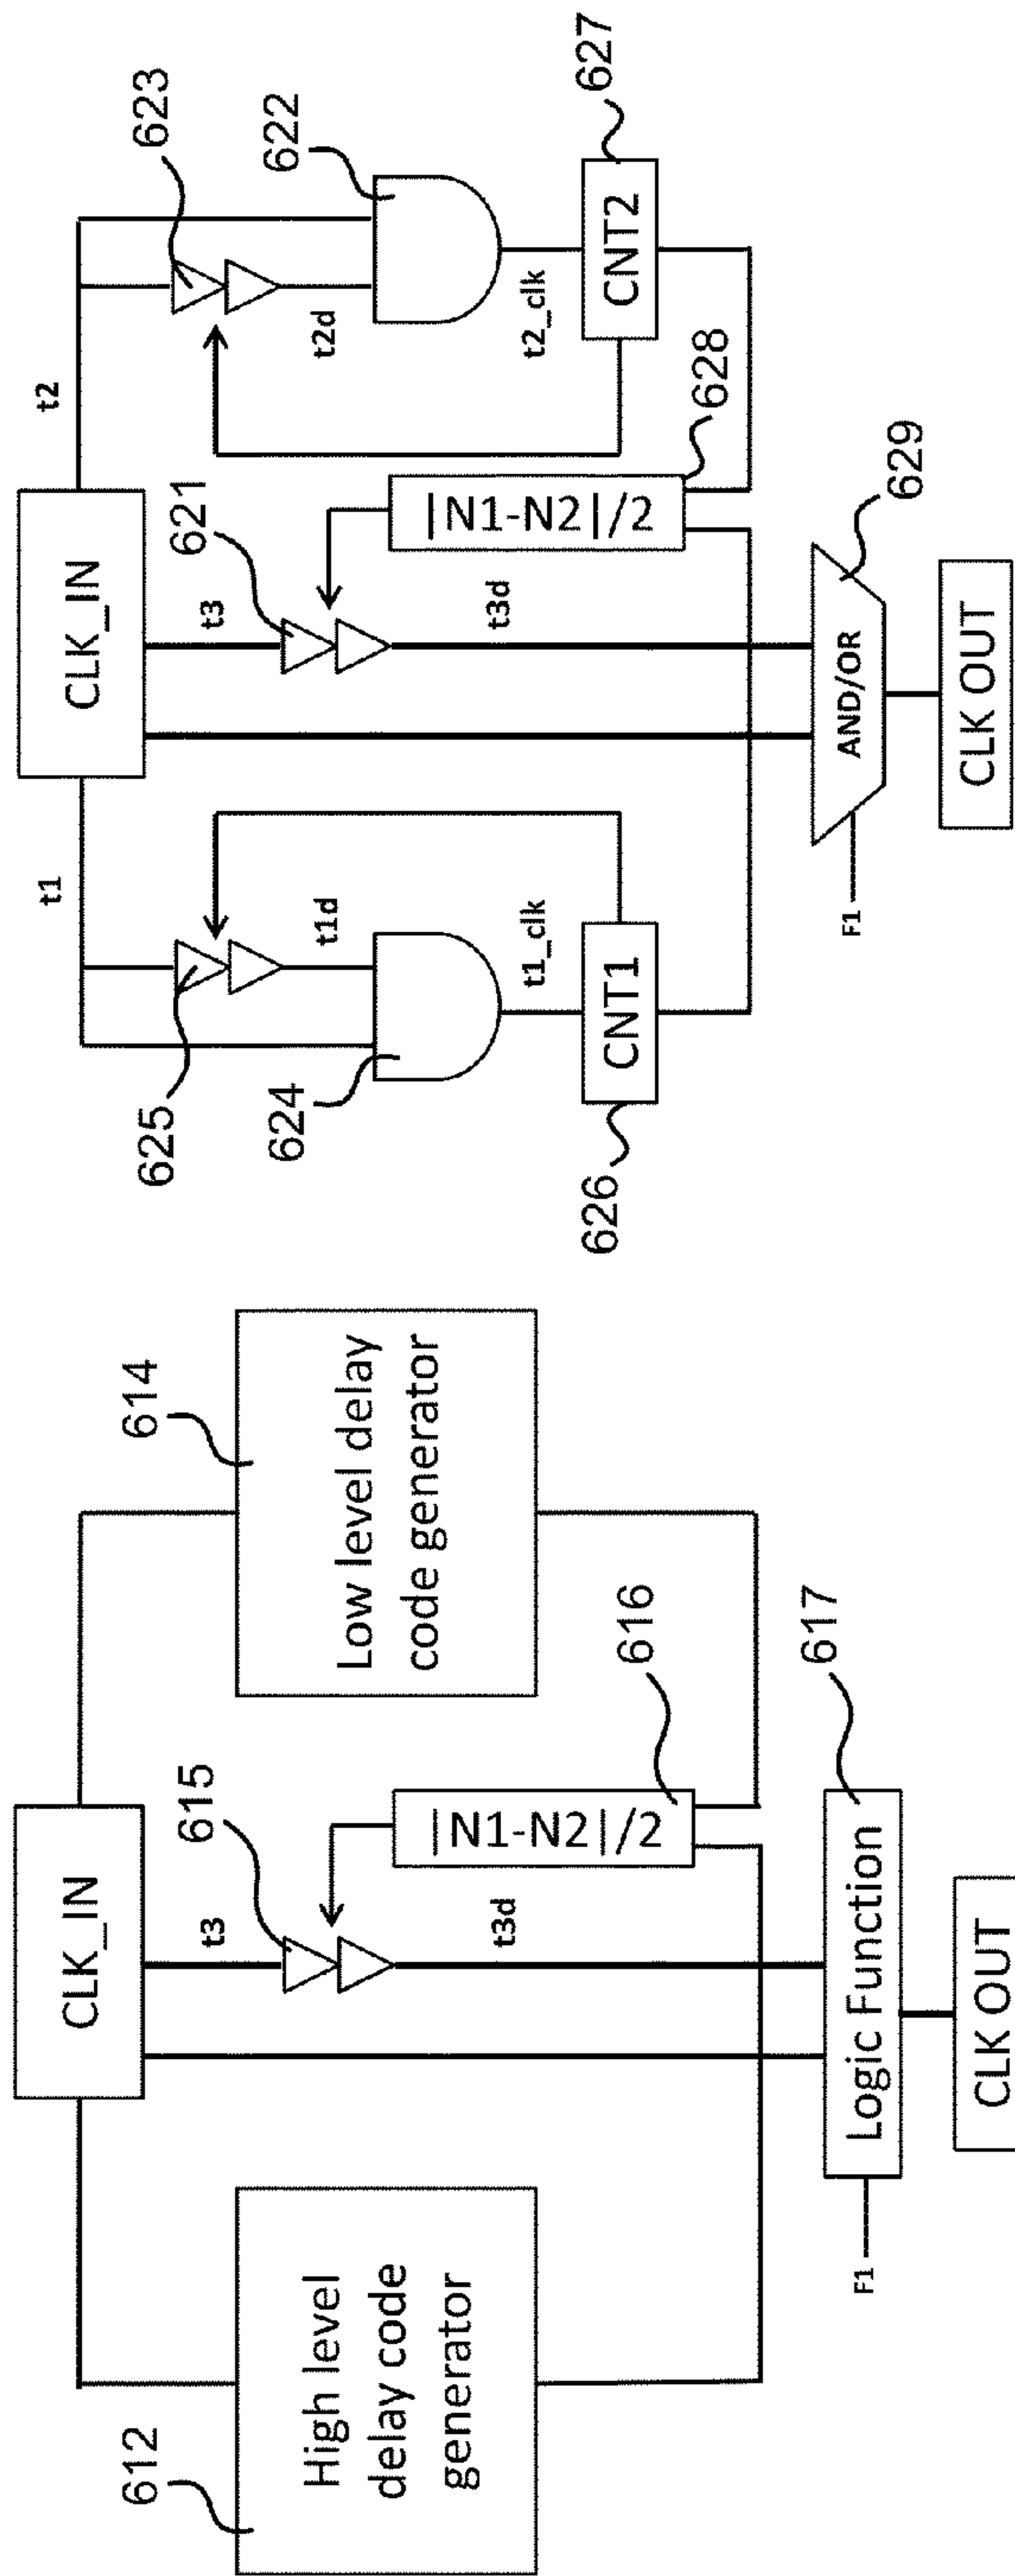 CLK_IN
612
High level
delay code
generator
614
Low level delay
code generator
t3
615
|N1-N2|/2
616
t3d
F1
Logic Function
617
CLK OUT
CLK_IN
t1
t2
625
t1d
624
t1_clk
CNT1
626
t3
621
t3d
|N1-N2|/2
628
623
t2d
622
t2_clk
CNT2
627
F1
AND/OR
629
CLK OUT